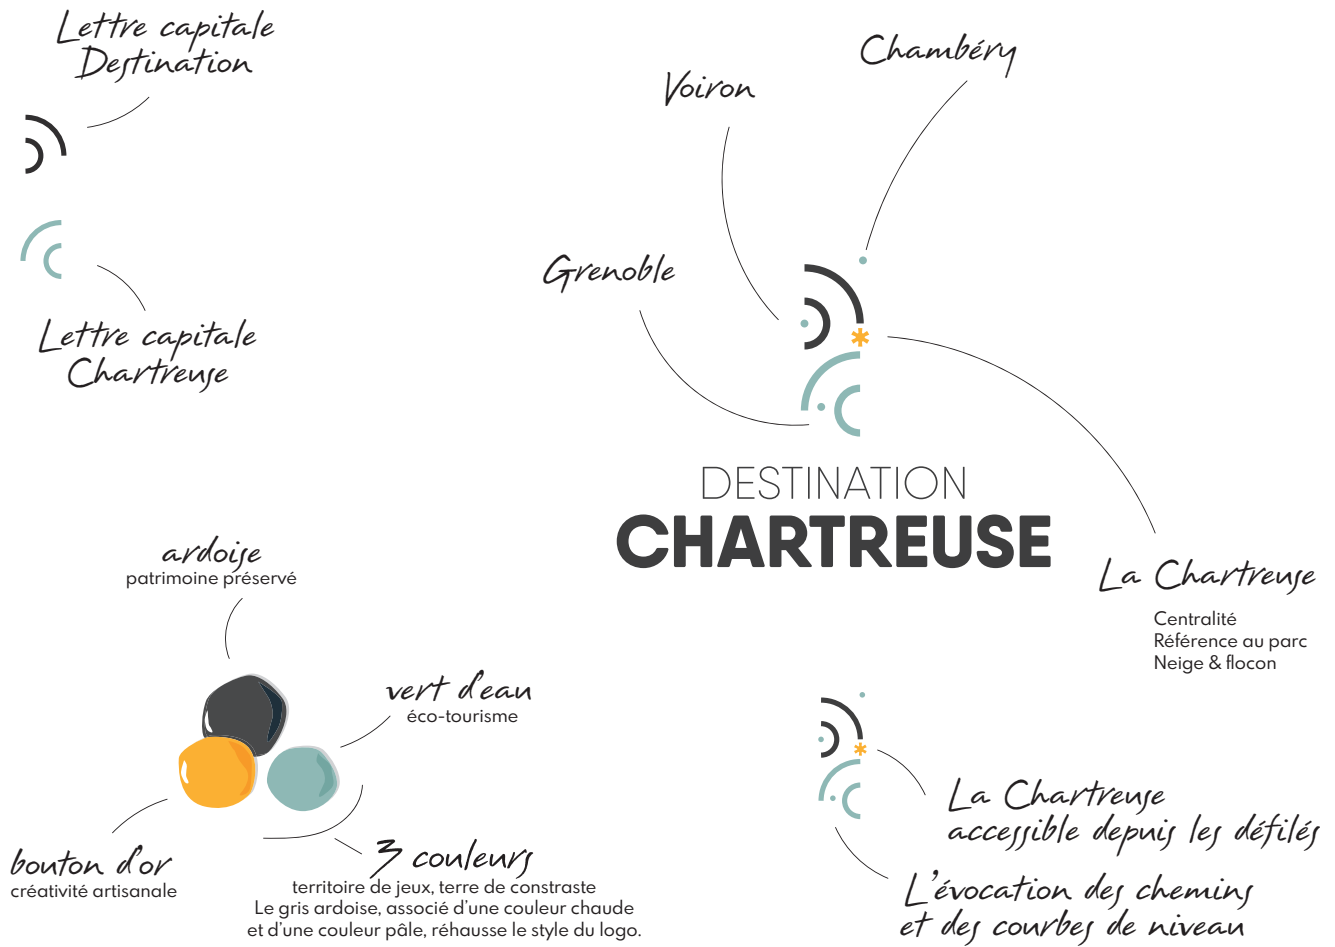 Lettre capitale
Destination
Lettre capitale
Chartreuse
Chambéry
Voiron
Grenoble
DESTINATION
CHARTREUSE
La Chartreuse
Centralité
Référence au parc
Neige & flocon
ardoise
patrimoine préservé
vert d'eau
éco-tourisme
bouton d'or
créativité artisanale
3 couleurs
territoire de jeux, terre de constraste
Le gris ardoise, associé d'une couleur chaude
et d'une couleur pâle, réhausse le style du logo.
La Chartreuse
accessible depuis les défilés
L'évocation des chemins
et des courbes de niveau